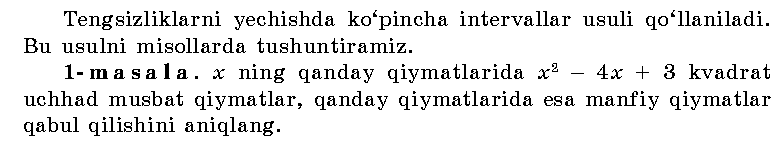 Tengsizliklarni yechishda ko‘pincha intervallar usuli qo‘llaniladi.
Bu usulni misollarda tushuntiramiz.
1-masala. x ning qanday qiymatlarida x² – 4x + 3 kvadrat
uchhad musbat qiymatlar, qanday qiymatlarida esa manfiy qiymatlar
qabul qilishini aniqlang.